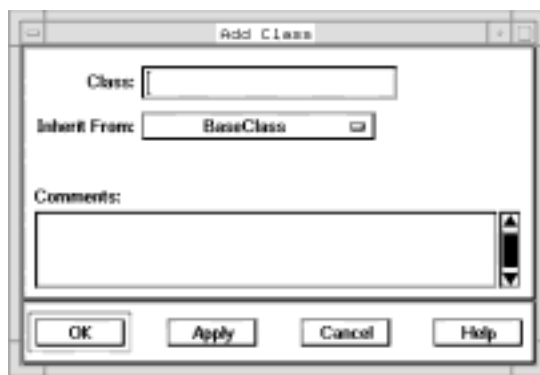 Add Class
Class:
Inherit From: BaseClass
Comments:
OK Apply Cancel Help